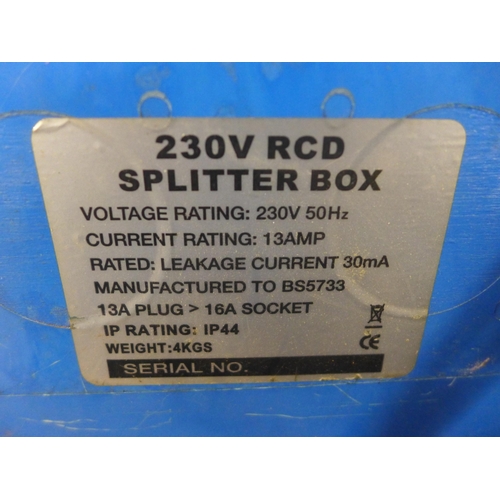 230V RCD
SPLITTER BOX
VOLTAGE RATING: 230V 50Hz
CURRENT RATING: 13AMP
RATED: LEAKAGE CURRENT 30mA
MANUFACTURED TO BS5733
13A PLUG > 16A SOCKET
IP RATING: IP44
WEIGHT:4KGS
CE
SERIAL NO.